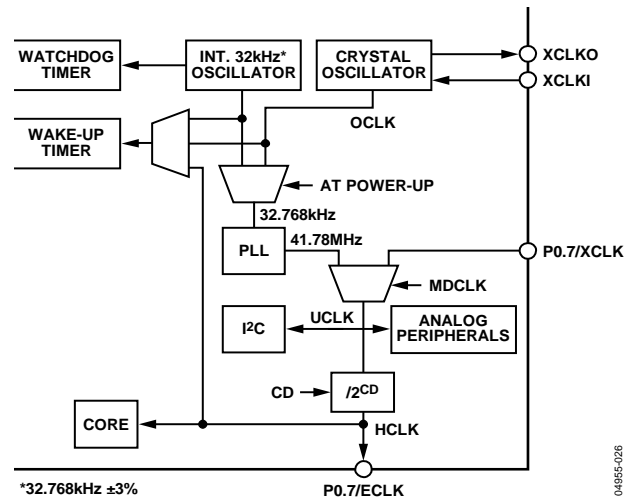 WATCHDOG
TIMER
INT. 32kHz*
OSCILLATOR
CRYSTAL
OSCILLATOR
XCLKO
XCLKI
WAKE-UP
TIMER
OCLK
AT POWER-UP
32.768kHz
PLL
41.78MHz
P0.7/XCLK
MDCLK
I²C
UCLK
ANALOG
PERIPHERALS
CD
/2ᶜᴰ
CORE
HCLK
*32.768kHz ±3%
P0.7/ECLK
04955-026